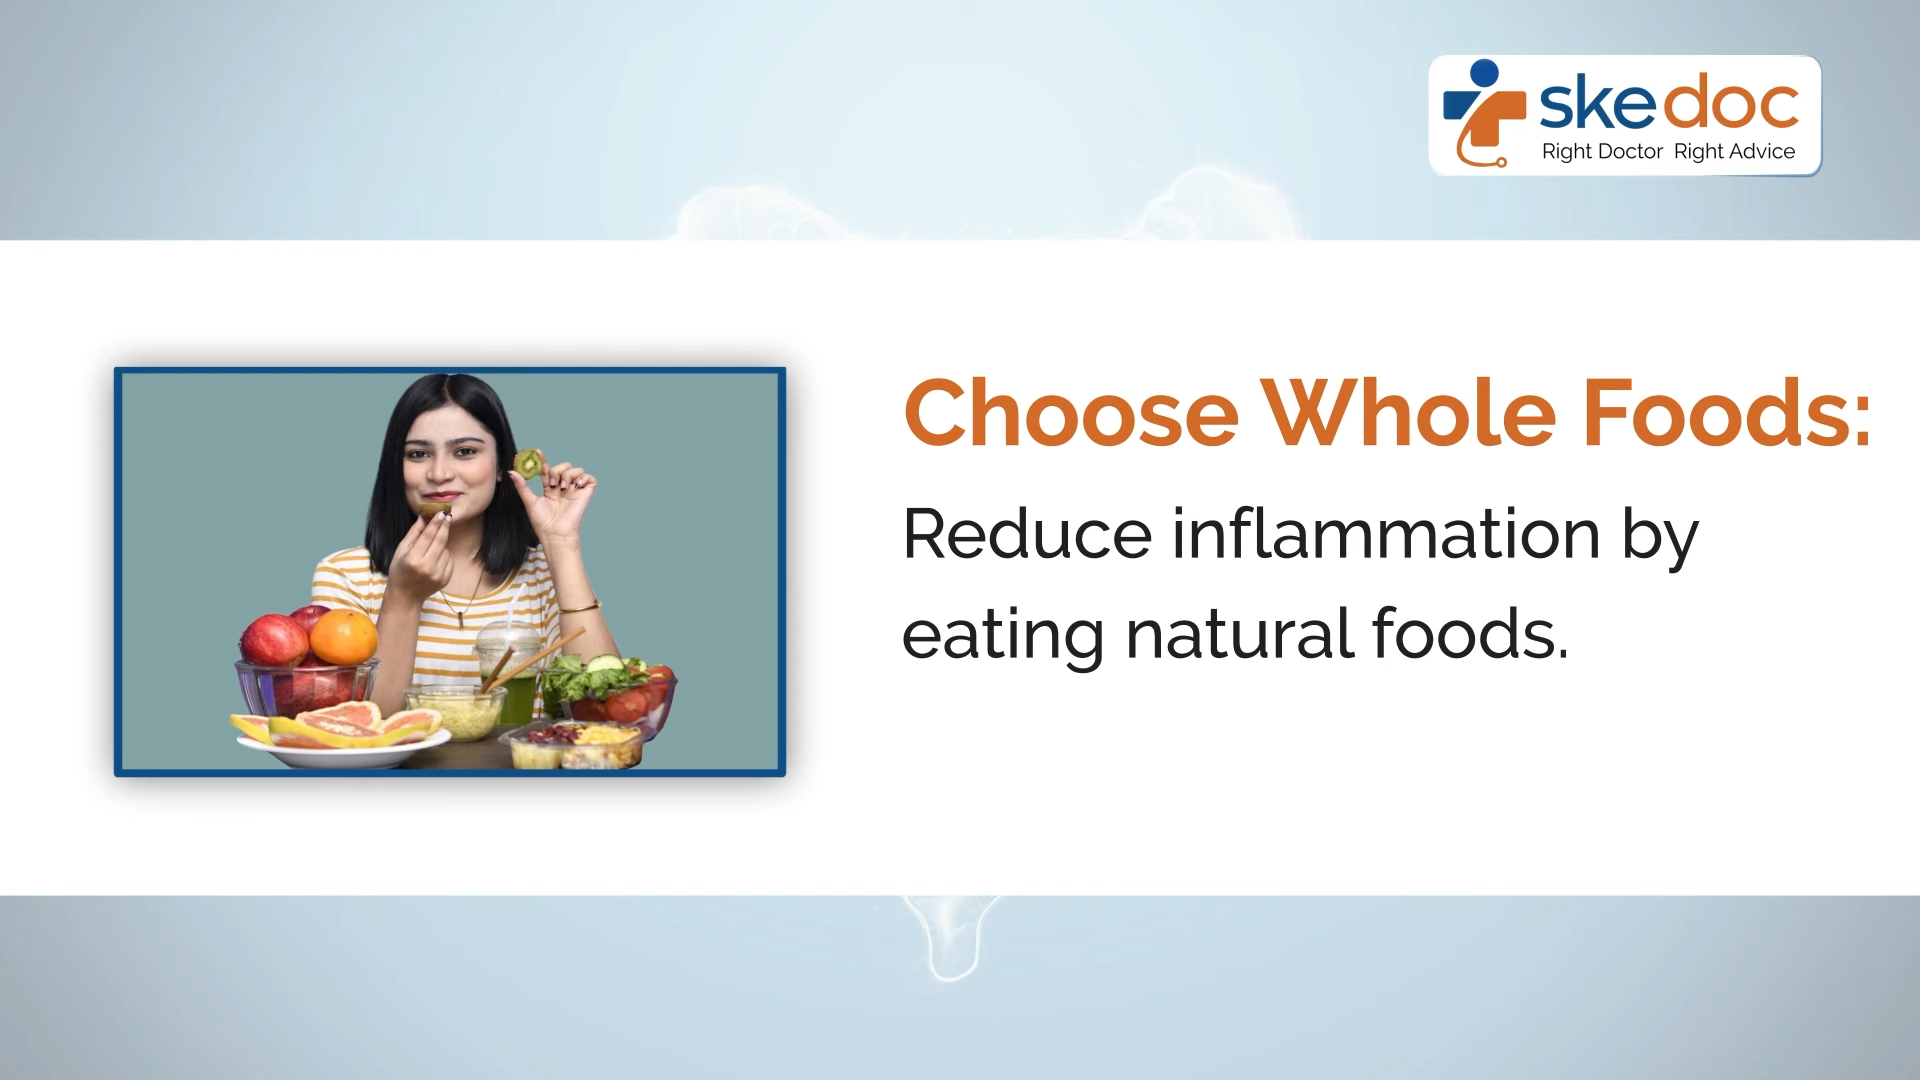 skedoc
Right Doctor Right Advice
Choose Whole Foods:
Reduce inflammation by
eating natural foods.